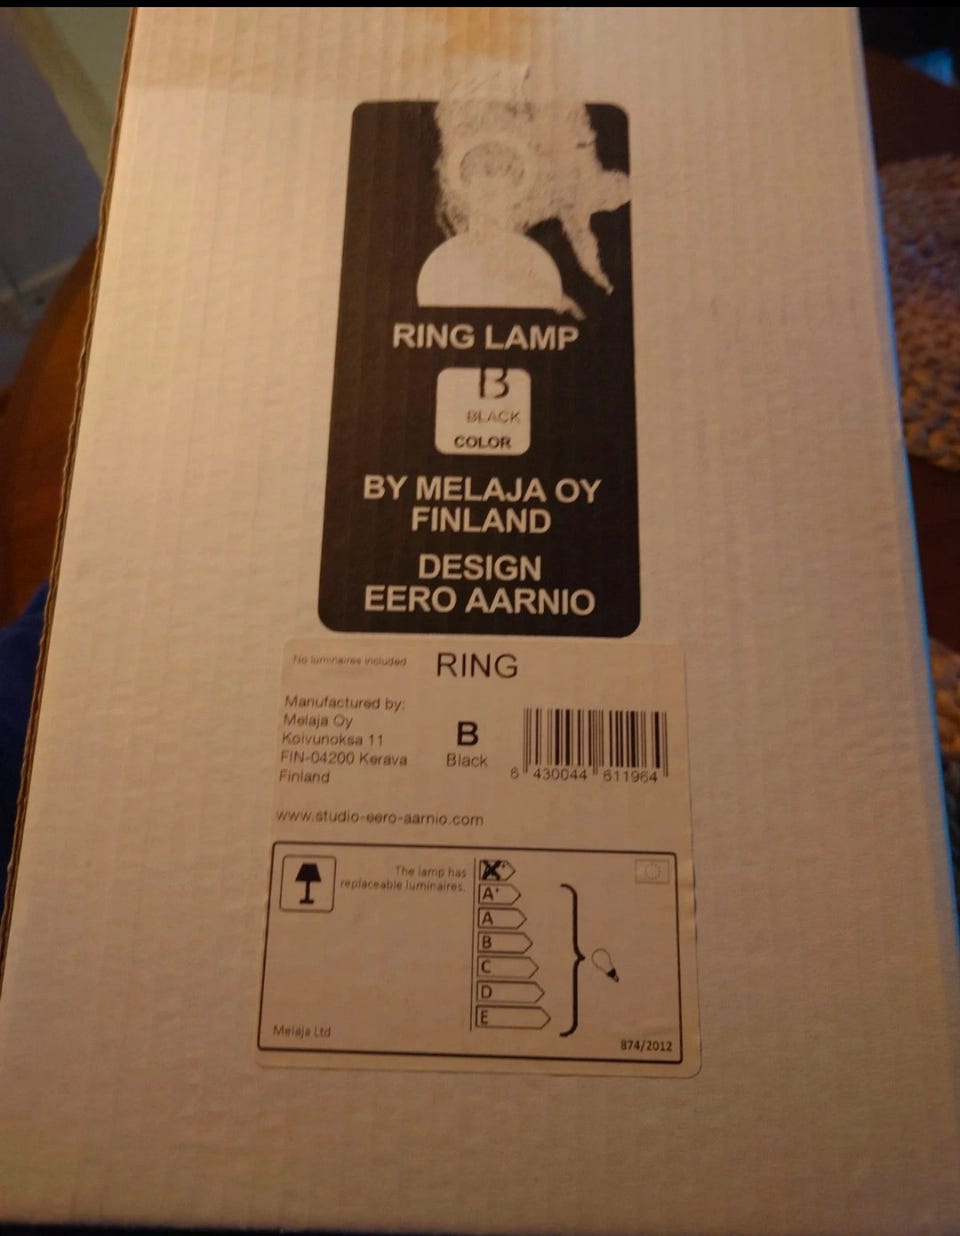 RING LAMP
B
BLACK
COLOR
BY MELAJA OY
FINLAND
DESIGN
EERO AARNIO
No luminaires included
RING
Manufactured by:
Melaja Oy
Koivunoksa 11
FIN-04200 Kerava
Finland
B
Black
6 430044 611964
www.studio-eero-aarnio.com
The lamp has
replaceable luminaires.
A+
A
B
C
D
E
Melaja Ltd.
874/2012